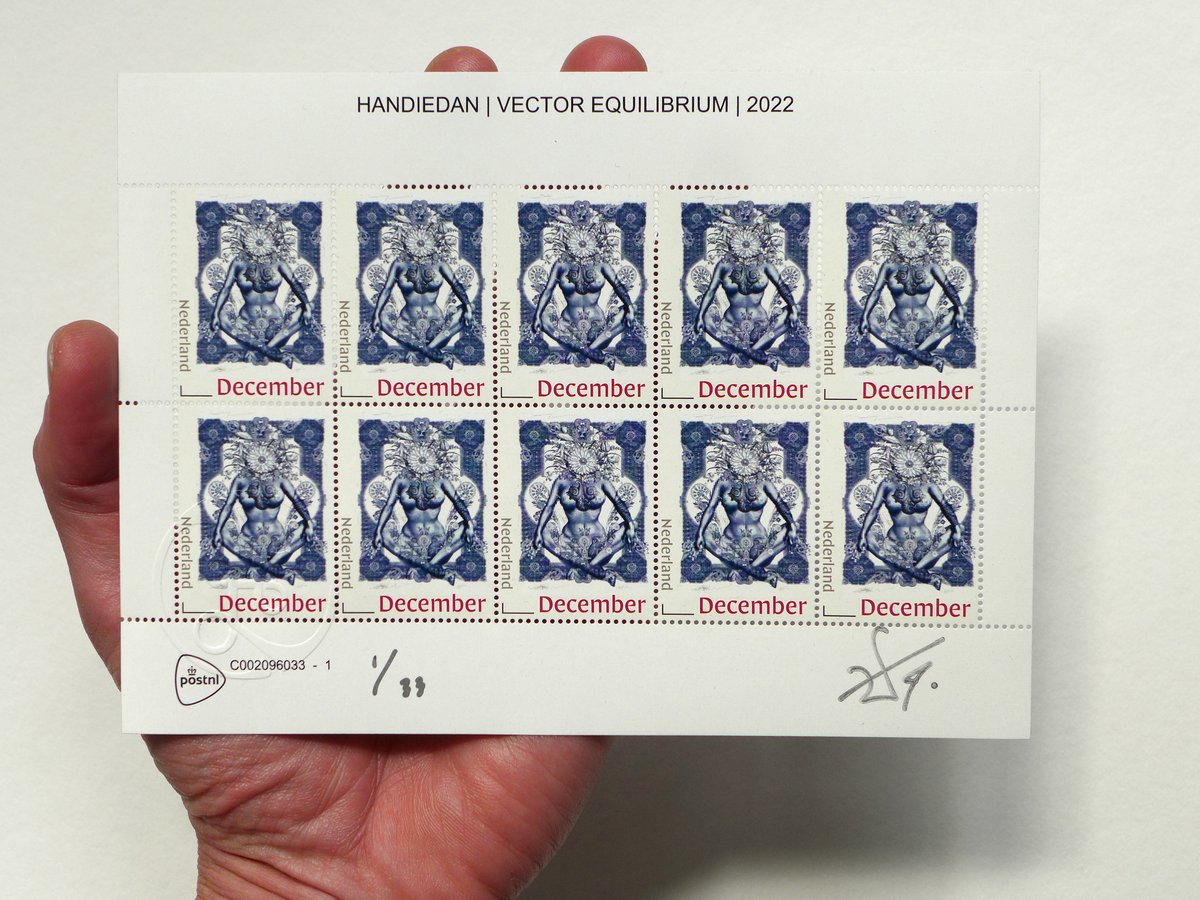 HANDIEDAN | VECTOR EQUILIBRIUM | 2022
Nederland Nederland Nederland Nederland Nederland
December December December December December
Nederland Nederland Nederland Nederland Nederland
December December December December December
postnl C002096033 - 1 1/33